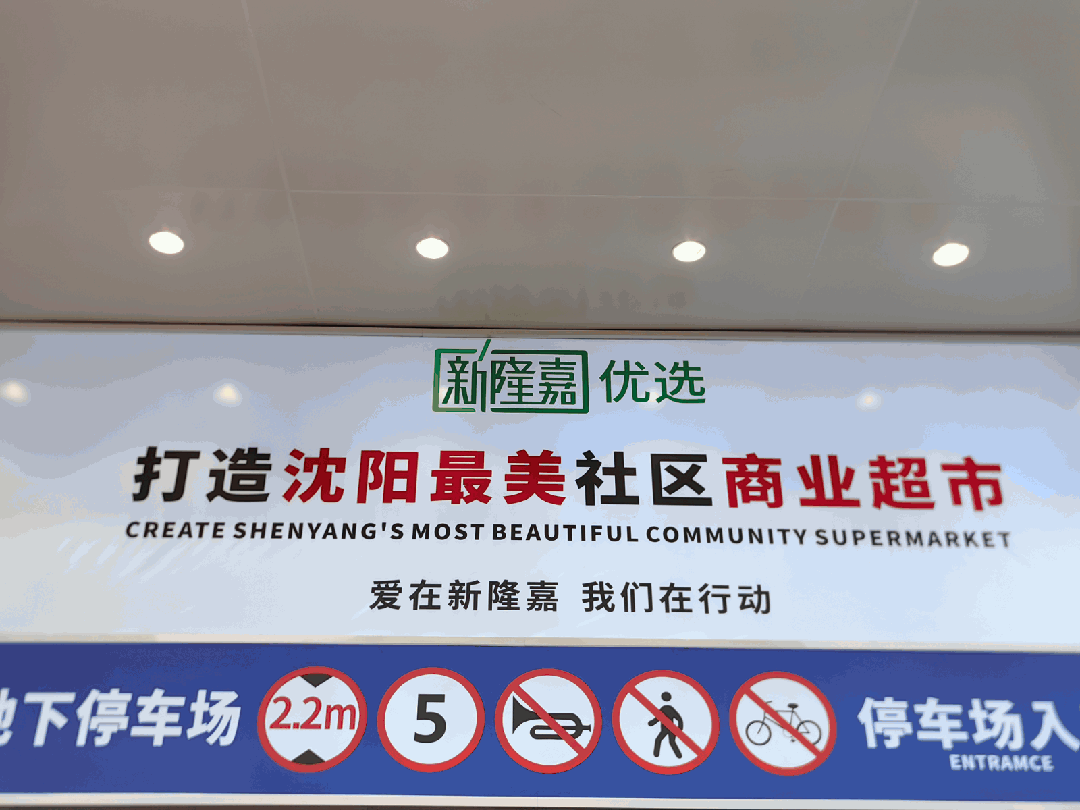 新隆嘉 优选
打造沈阳最美社区商业超市
CREATE SHENYANG'S MOST BEAUTIFUL COMMUNITY SUPERMARKET
爱在新隆嘉 我们在行动
地下停车场 2.2m 5 停车场入
ENTRAMCE